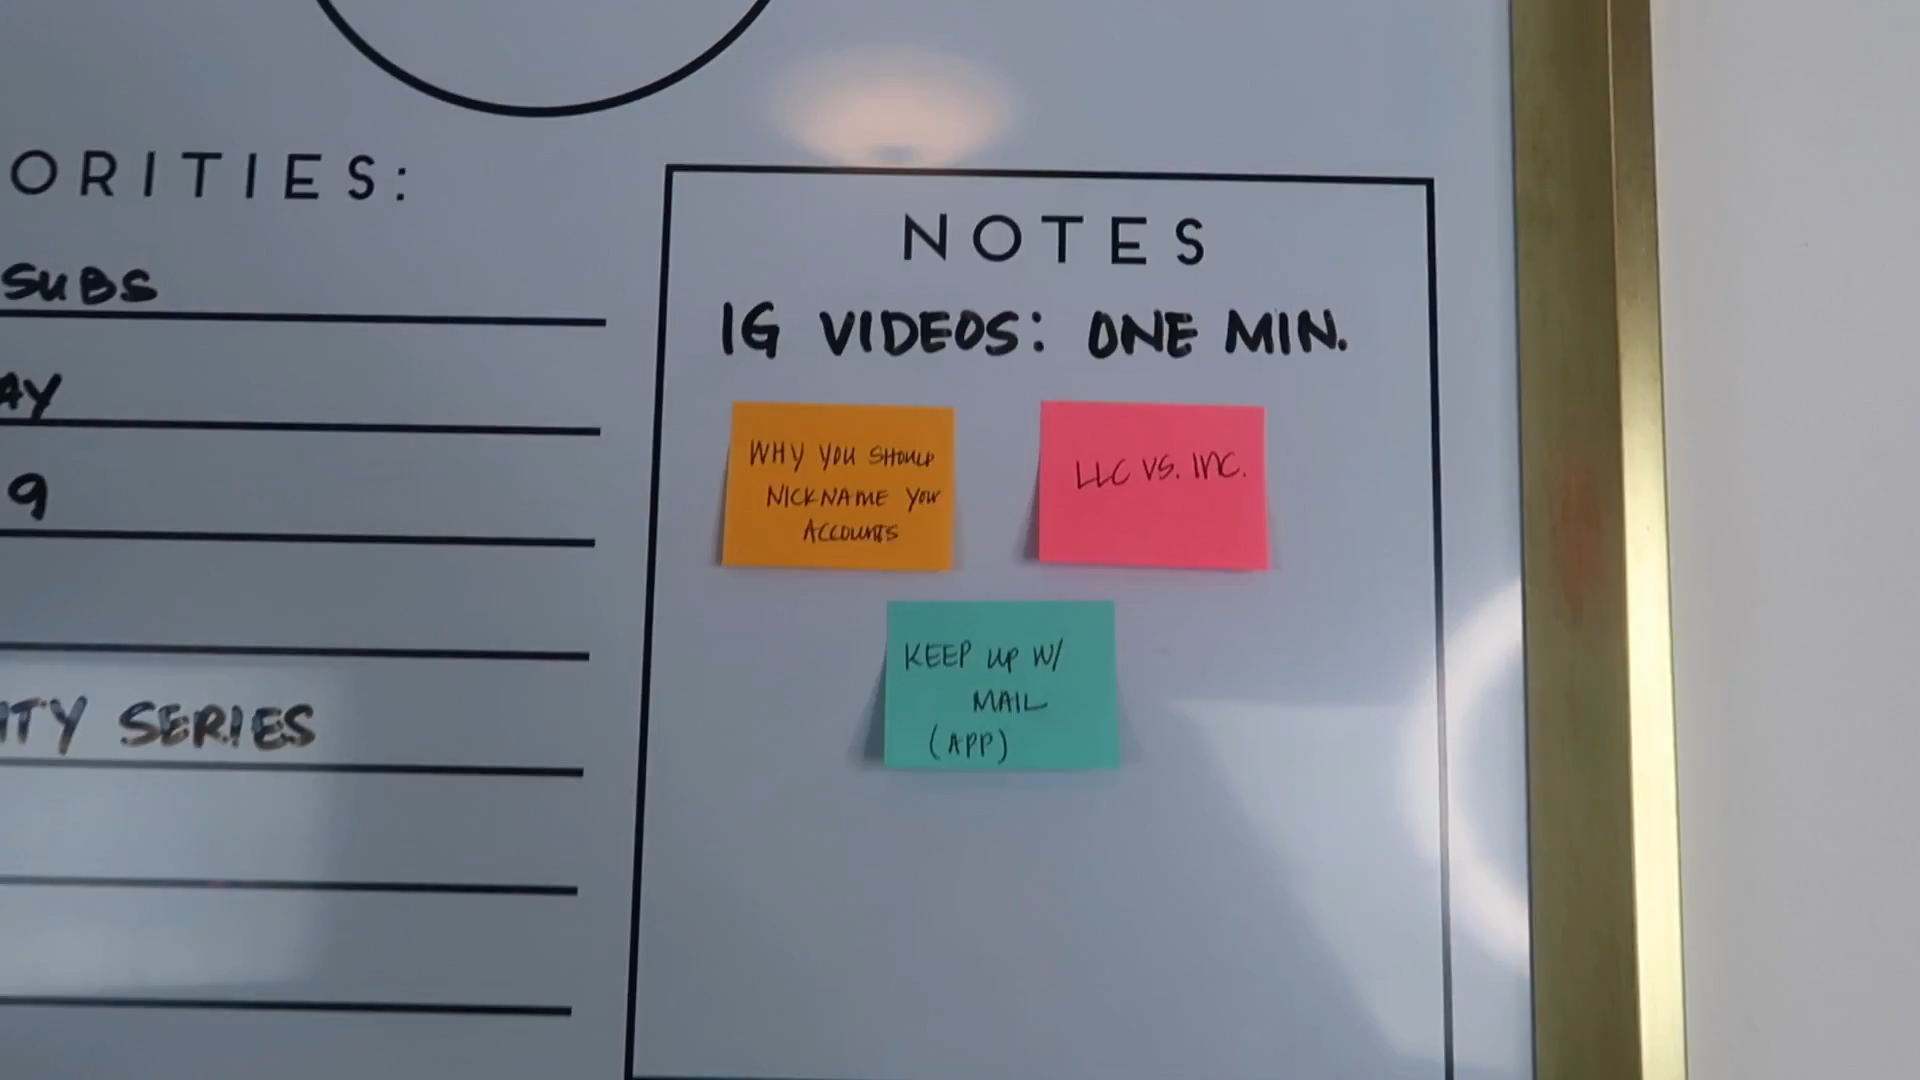 ORITIES:
SUBS
AY
9
ITY SERIES
NOTES
IG VIDEOS: ONE MIN.
WHY YOU SHOULD
NICKNAME YOUR
ACCOUNTS
LLC VS. INC.
KEEP UP W/
MAIL
(APP)